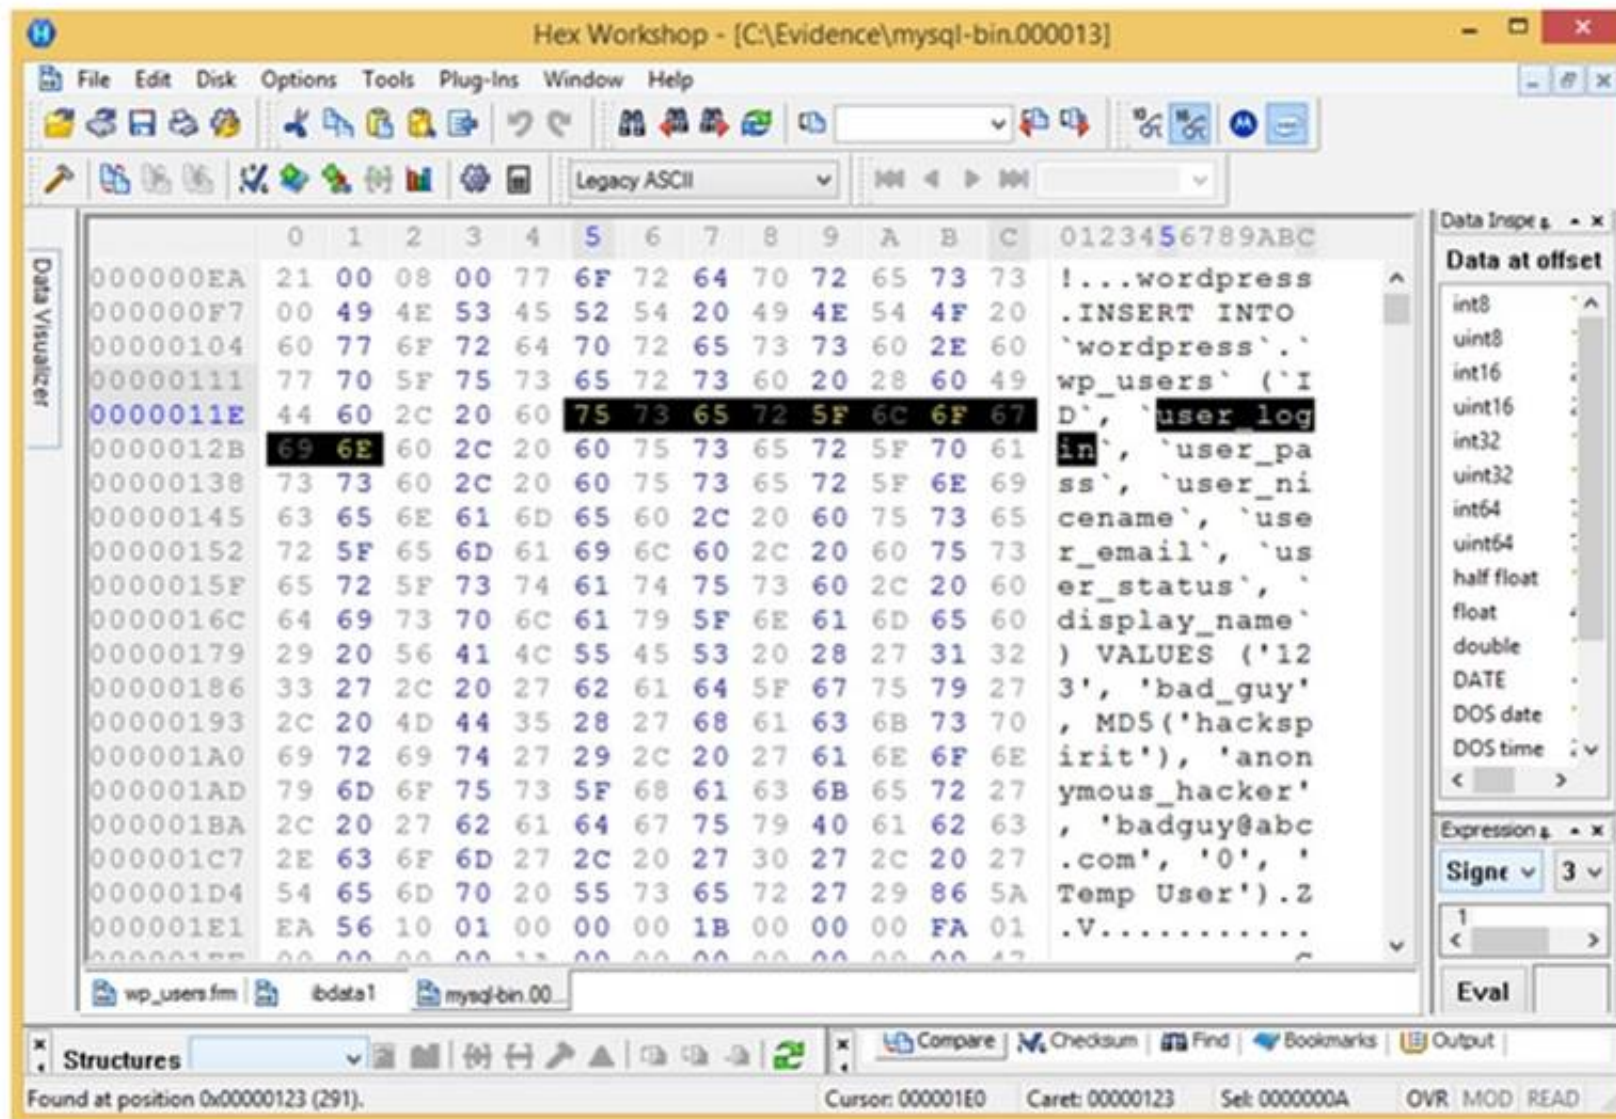 Hex Workshop - [C:\Evidence\mysql-bin.000013]
File Edit Disk Options Tools Plug-Ins Window Help
Legacy ASCII
Data Visualizer
0 1 2 3 4 5 6 7 8 9 A B C 0123456789ABC
000000EA 21 00 08 00 77 6F 72 64 70 72 65 73 73 !...wordpress
000000F7 00 49 4E 53 45 52 54 20 49 4E 54 4F 20 .INSERT INTO
00000104 60 77 6F 72 64 70 72 65 73 73 60 2E 60 `wordpress`.`
00000111 77 70 5F 75 73 65 72 73 60 20 28 60 49 wp_users` (`I
0000011E 44 60 2C 20 60 75 73 65 72 5F 6C 6F 67 D`, `user_log
0000012B 69 6E 60 2C 20 60 75 73 65 72 5F 70 61 in`, `user_pa
00000138 73 73 60 2C 20 60 75 73 65 72 5F 6E 69 ss`, `user_ni
00000145 63 65 6E 61 6D 65 60 2C 20 60 75 73 65 cename`, `use
00000152 72 5F 65 6D 61 69 6C 60 2C 20 60 75 73 r_email`, `us
0000015F 65 72 5F 73 74 61 74 75 73 60 2C 20 60 er_status`, `
0000016C 64 69 73 70 6C 61 79 5F 6E 61 6D 65 60 display_name`
00000179 29 20 56 41 4C 55 45 53 20 28 27 31 32 ) VALUES ('12
00000186 33 27 2C 20 27 62 61 64 5F 67 75 79 27 3', 'bad_guy'
00000193 2C 20 4D 44 35 28 27 68 61 63 6B 73 70 , MD5('hacksp
000001A0 69 72 69 74 27 29 2C 20 27 61 6E 6F 6E irit'), 'anon
000001AD 79 6D 6F 75 73 5F 68 61 63 6B 65 72 27 ymous_hacker'
000001BA 2C 20 27 62 61 64 67 75 79 40 61 62 63 , 'badguy@abc
000001C7 2E 63 6F 6D 27 2C 20 27 30 27 2C 20 27 .com', '0', '
000001D4 54 65 6D 70 20 55 73 65 72 27 29 86 5A Temp User').Z
000001E1 EA 56 10 01 00 00 00 1B 00 00 00 FA 01 .V...........
Data Inspe
Data at offset
int8
uint8
int16
uint16
int32
uint32
int64
uint64
half float
float
double
DATE
DOS date
DOS time
Expression
Signe 3
1
Eval
wp_users.frm ibdata1 mysql-bin.00...
Structures
Compare Checksum Find Bookmarks Output
Found at position 0x00000123 (291). Cursor: 000001E0 Caret: 00000123 Sel: 0000000A OVR MOD READ